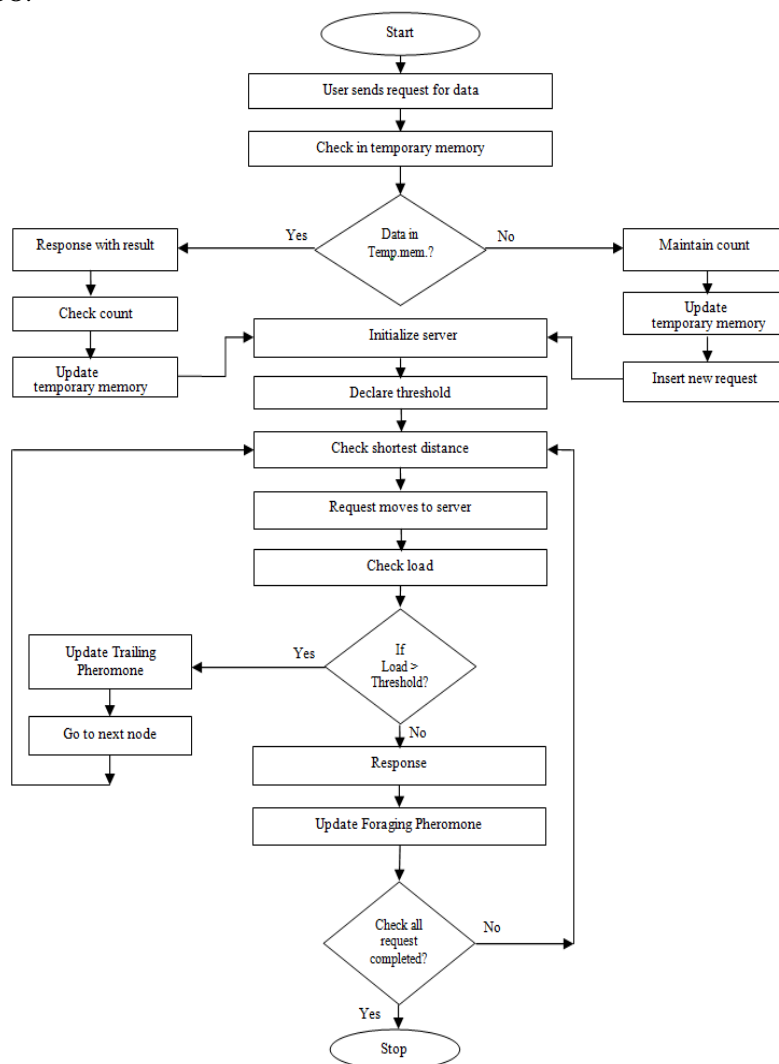 Start
User sends request for data
Check in temporary memory
Data in
Temp.mem.?
Yes
No
Response with result
Check count
Update
temporary memory
Maintain count
Update
temporary memory
Insert new request
Initialize server
Declare threshold
Check shortest distance
Request moves to server
Check load
If
Load >
Threshold?
Yes
Update Trailing
Pheromone
Go to next node
No
Response
Update Foraging Pheromone
Check all
request
completed?
No
Yes
Stop